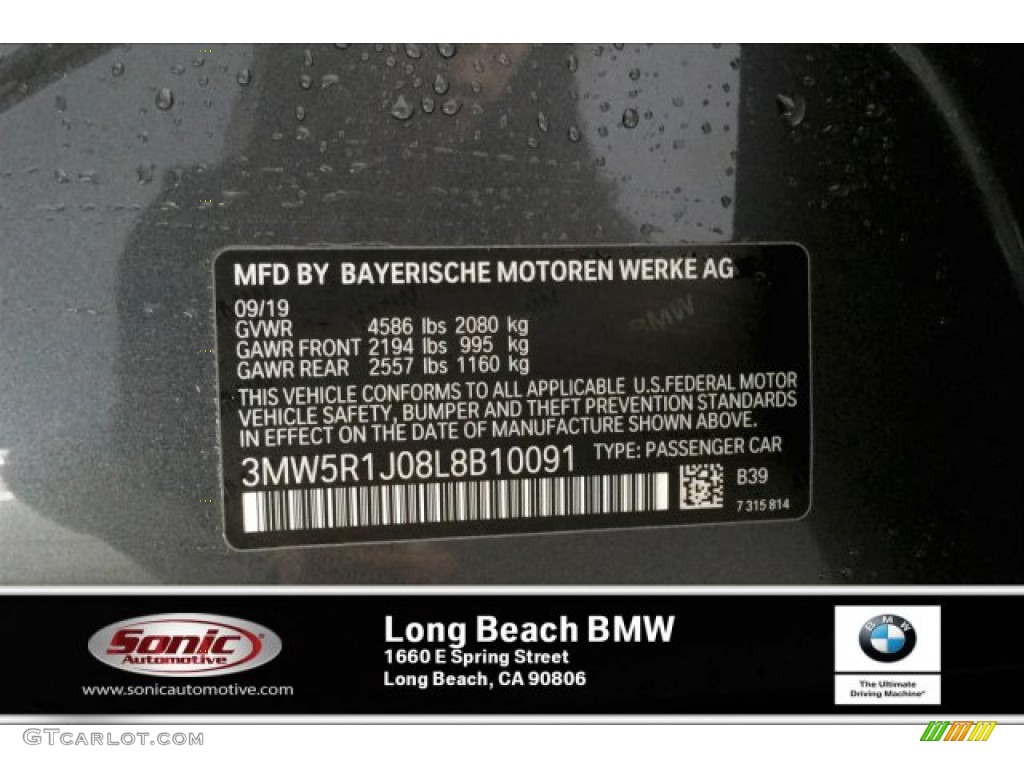 MFD BY BAYERISCHE MOTOREN WERKE AG
09/19
GVWR 4586 lbs 2080 kg
GAWR FRONT 2194 lbs 995 kg
GAWR REAR 2557 lbs 1160 kg
THIS VEHICLE CONFORMS TO ALL APPLICABLE U.S.FEDERAL MOTOR
VEHICLE SAFETY, BUMPER AND THEFT PREVENTION STANDARDS
IN EFFECT ON THE DATE OF MANUFACTURE SHOWN ABOVE.
3MW5R1J08L8B10091 TYPE: PASSENGER CAR
B39
7 315 814
BMW
Sonic
Automotive
www.sonicautomotive.com
Long Beach BMW
1660 E Spring Street
Long Beach, CA 90806
BMW
The Ultimate
Driving Machine®
GTCARLOT.COM